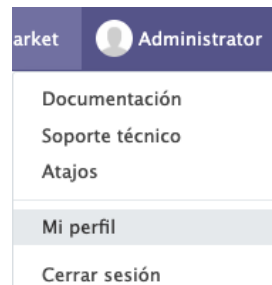 arket Administrator
Documentación
Soporte técnico
Atajos
Mi perfil
Cerrar sesión